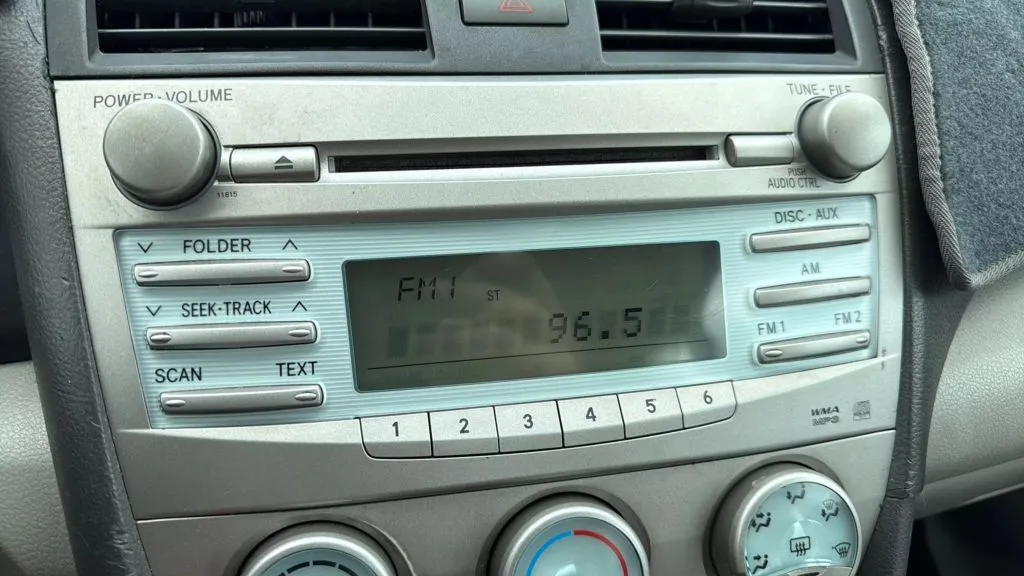 POWER · VOLUME
TUNE · FILE
PUSH
AUDIO CTRL
11815
FOLDER
SEEK·TRACK
SCAN TEXT
FM1 ST
96.5
DISC · AUX
AM
FM1 FM2
1 2 3 4 5 6
WMA
MP3